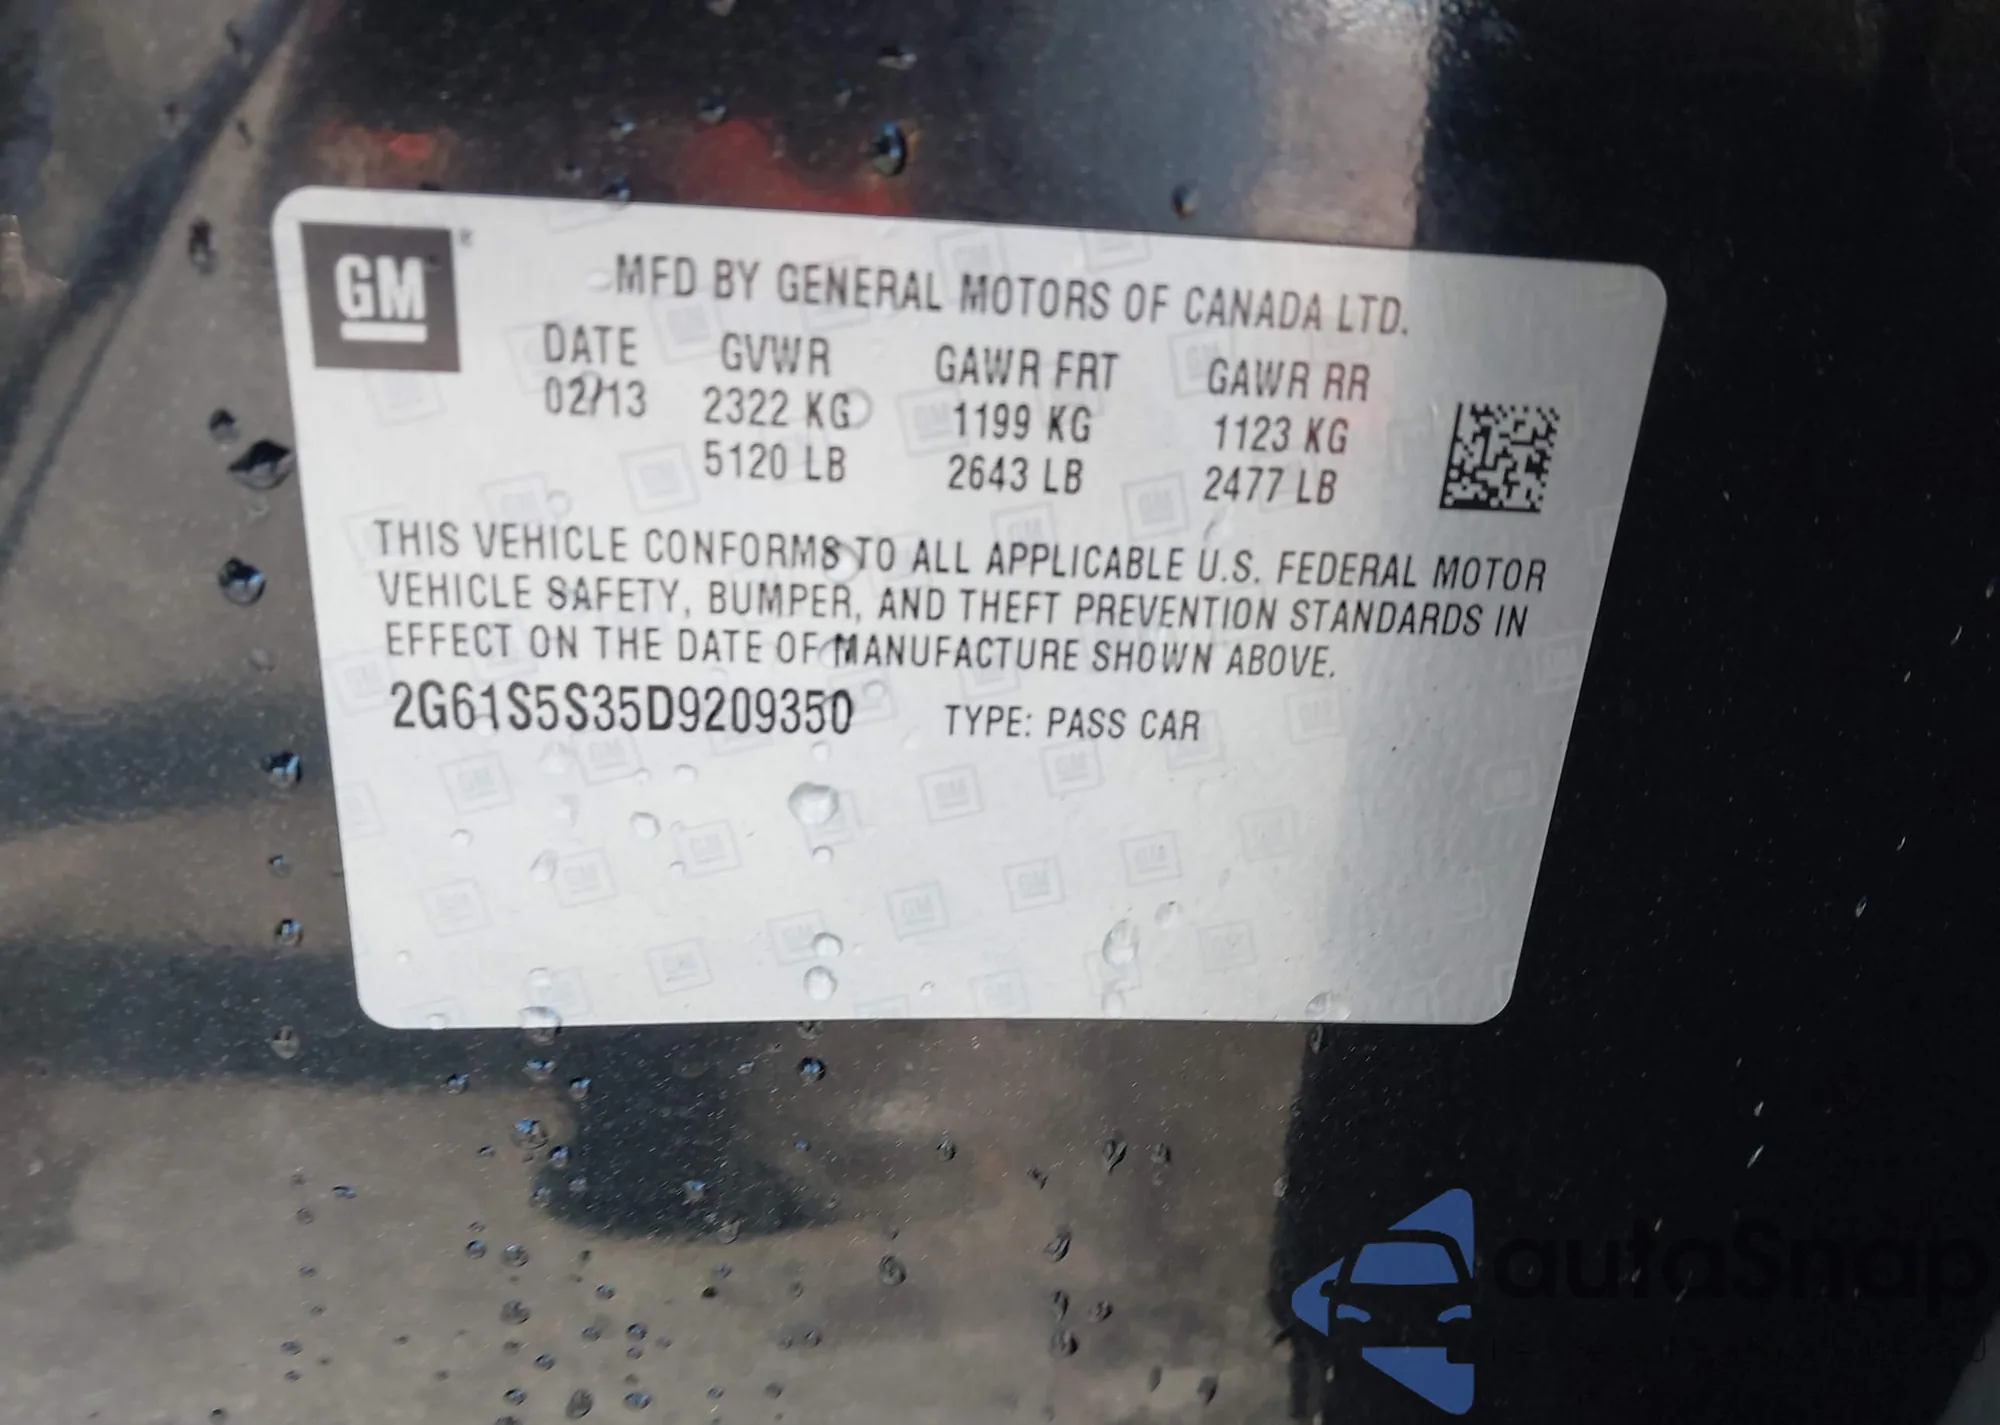 GM
MFD BY GENERAL MOTORS OF CANADA LTD.
DATE GVWR GAWR FRT GAWR RR
02/13 2322 KG 1199 KG 1123 KG
5120 LB 2643 LB 2477 LB
THIS VEHICLE CONFORMS TO ALL APPLICABLE U.S. FEDERAL MOTOR
VEHICLE SAFETY, BUMPER, AND THEFT PREVENTION STANDARDS IN
EFFECT ON THE DATE OF MANUFACTURE SHOWN ABOVE.
2G61S5S35D9209350 TYPE: PASS CAR
autasnap